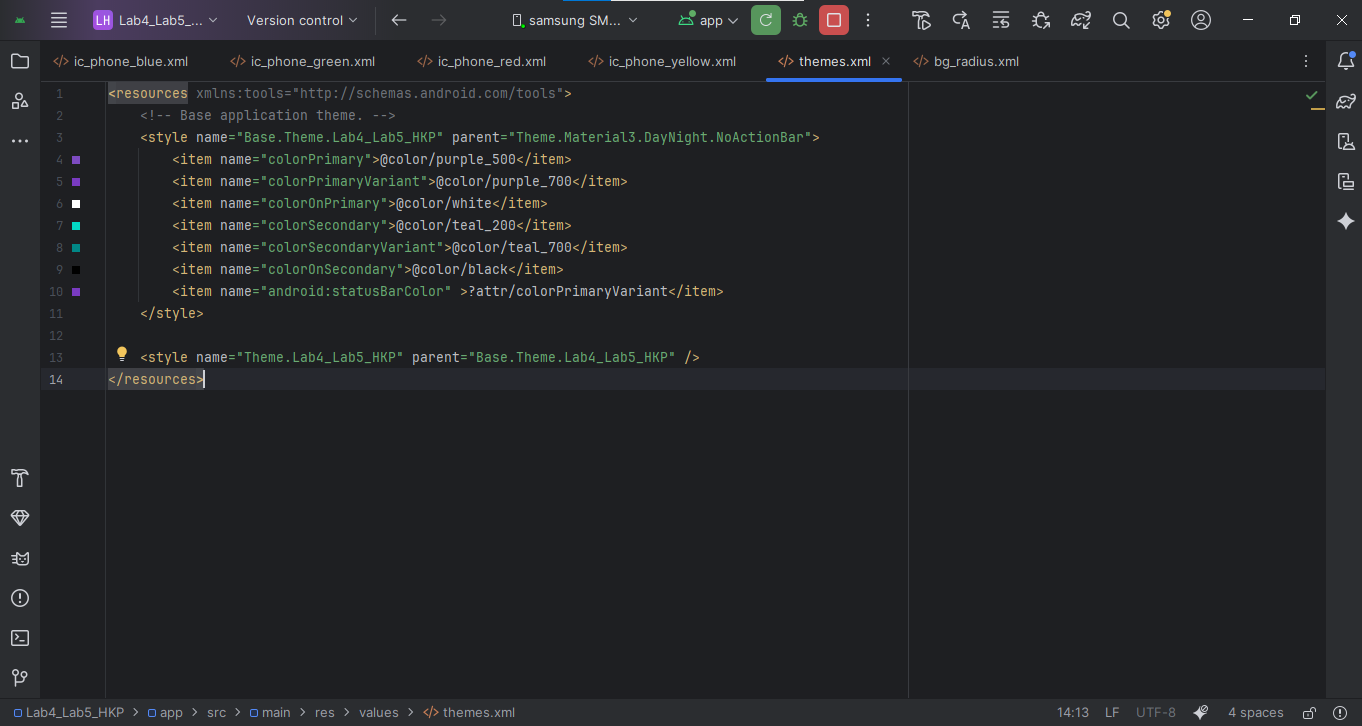 LH Lab4_Lab5_... Version control samsung SM... app
ic_phone_blue.xml ic_phone_green.xml ic_phone_red.xml ic_phone_yellow.xml themes.xml bg_radius.xml
1 <resources xmlns:tools="http://schemas.android.com/tools">
2 <!-- Base application theme. -->
3 <style name="Base.Theme.Lab4_Lab5_HKP" parent="Theme.Material3.DayNight.NoActionBar">
4 <item name="colorPrimary">@color/purple_500</item>
5 <item name="colorPrimaryVariant">@color/purple_700</item>
6 <item name="colorOnPrimary">@color/white</item>
7 <item name="colorSecondary">@color/teal_200</item>
8 <item name="colorSecondaryVariant">@color/teal_700</item>
9 <item name="colorOnSecondary">@color/black</item>
10 <item name="android:statusBarColor" >?attr/colorPrimaryVariant</item>
11 </style>
12
13 <style name="Theme.Lab4_Lab5_HKP" parent="Base.Theme.Lab4_Lab5_HKP" />
14 </resources>
Lab4_Lab5_HKP > app > src > main > res > values > themes.xml 14:13 LF UTF-8 4 spaces